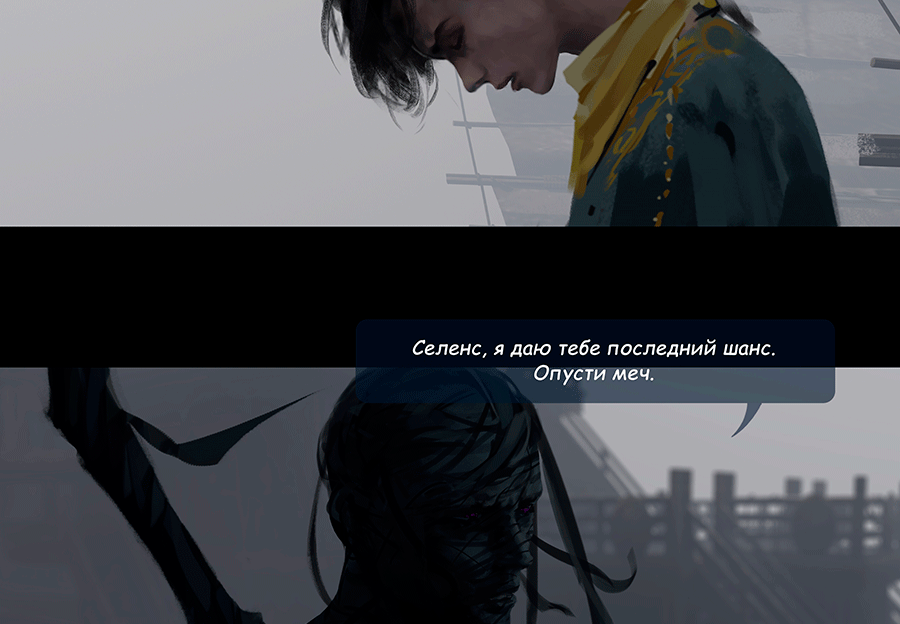 Селенс, я даю тебе последний шанс.
Опусти меч.